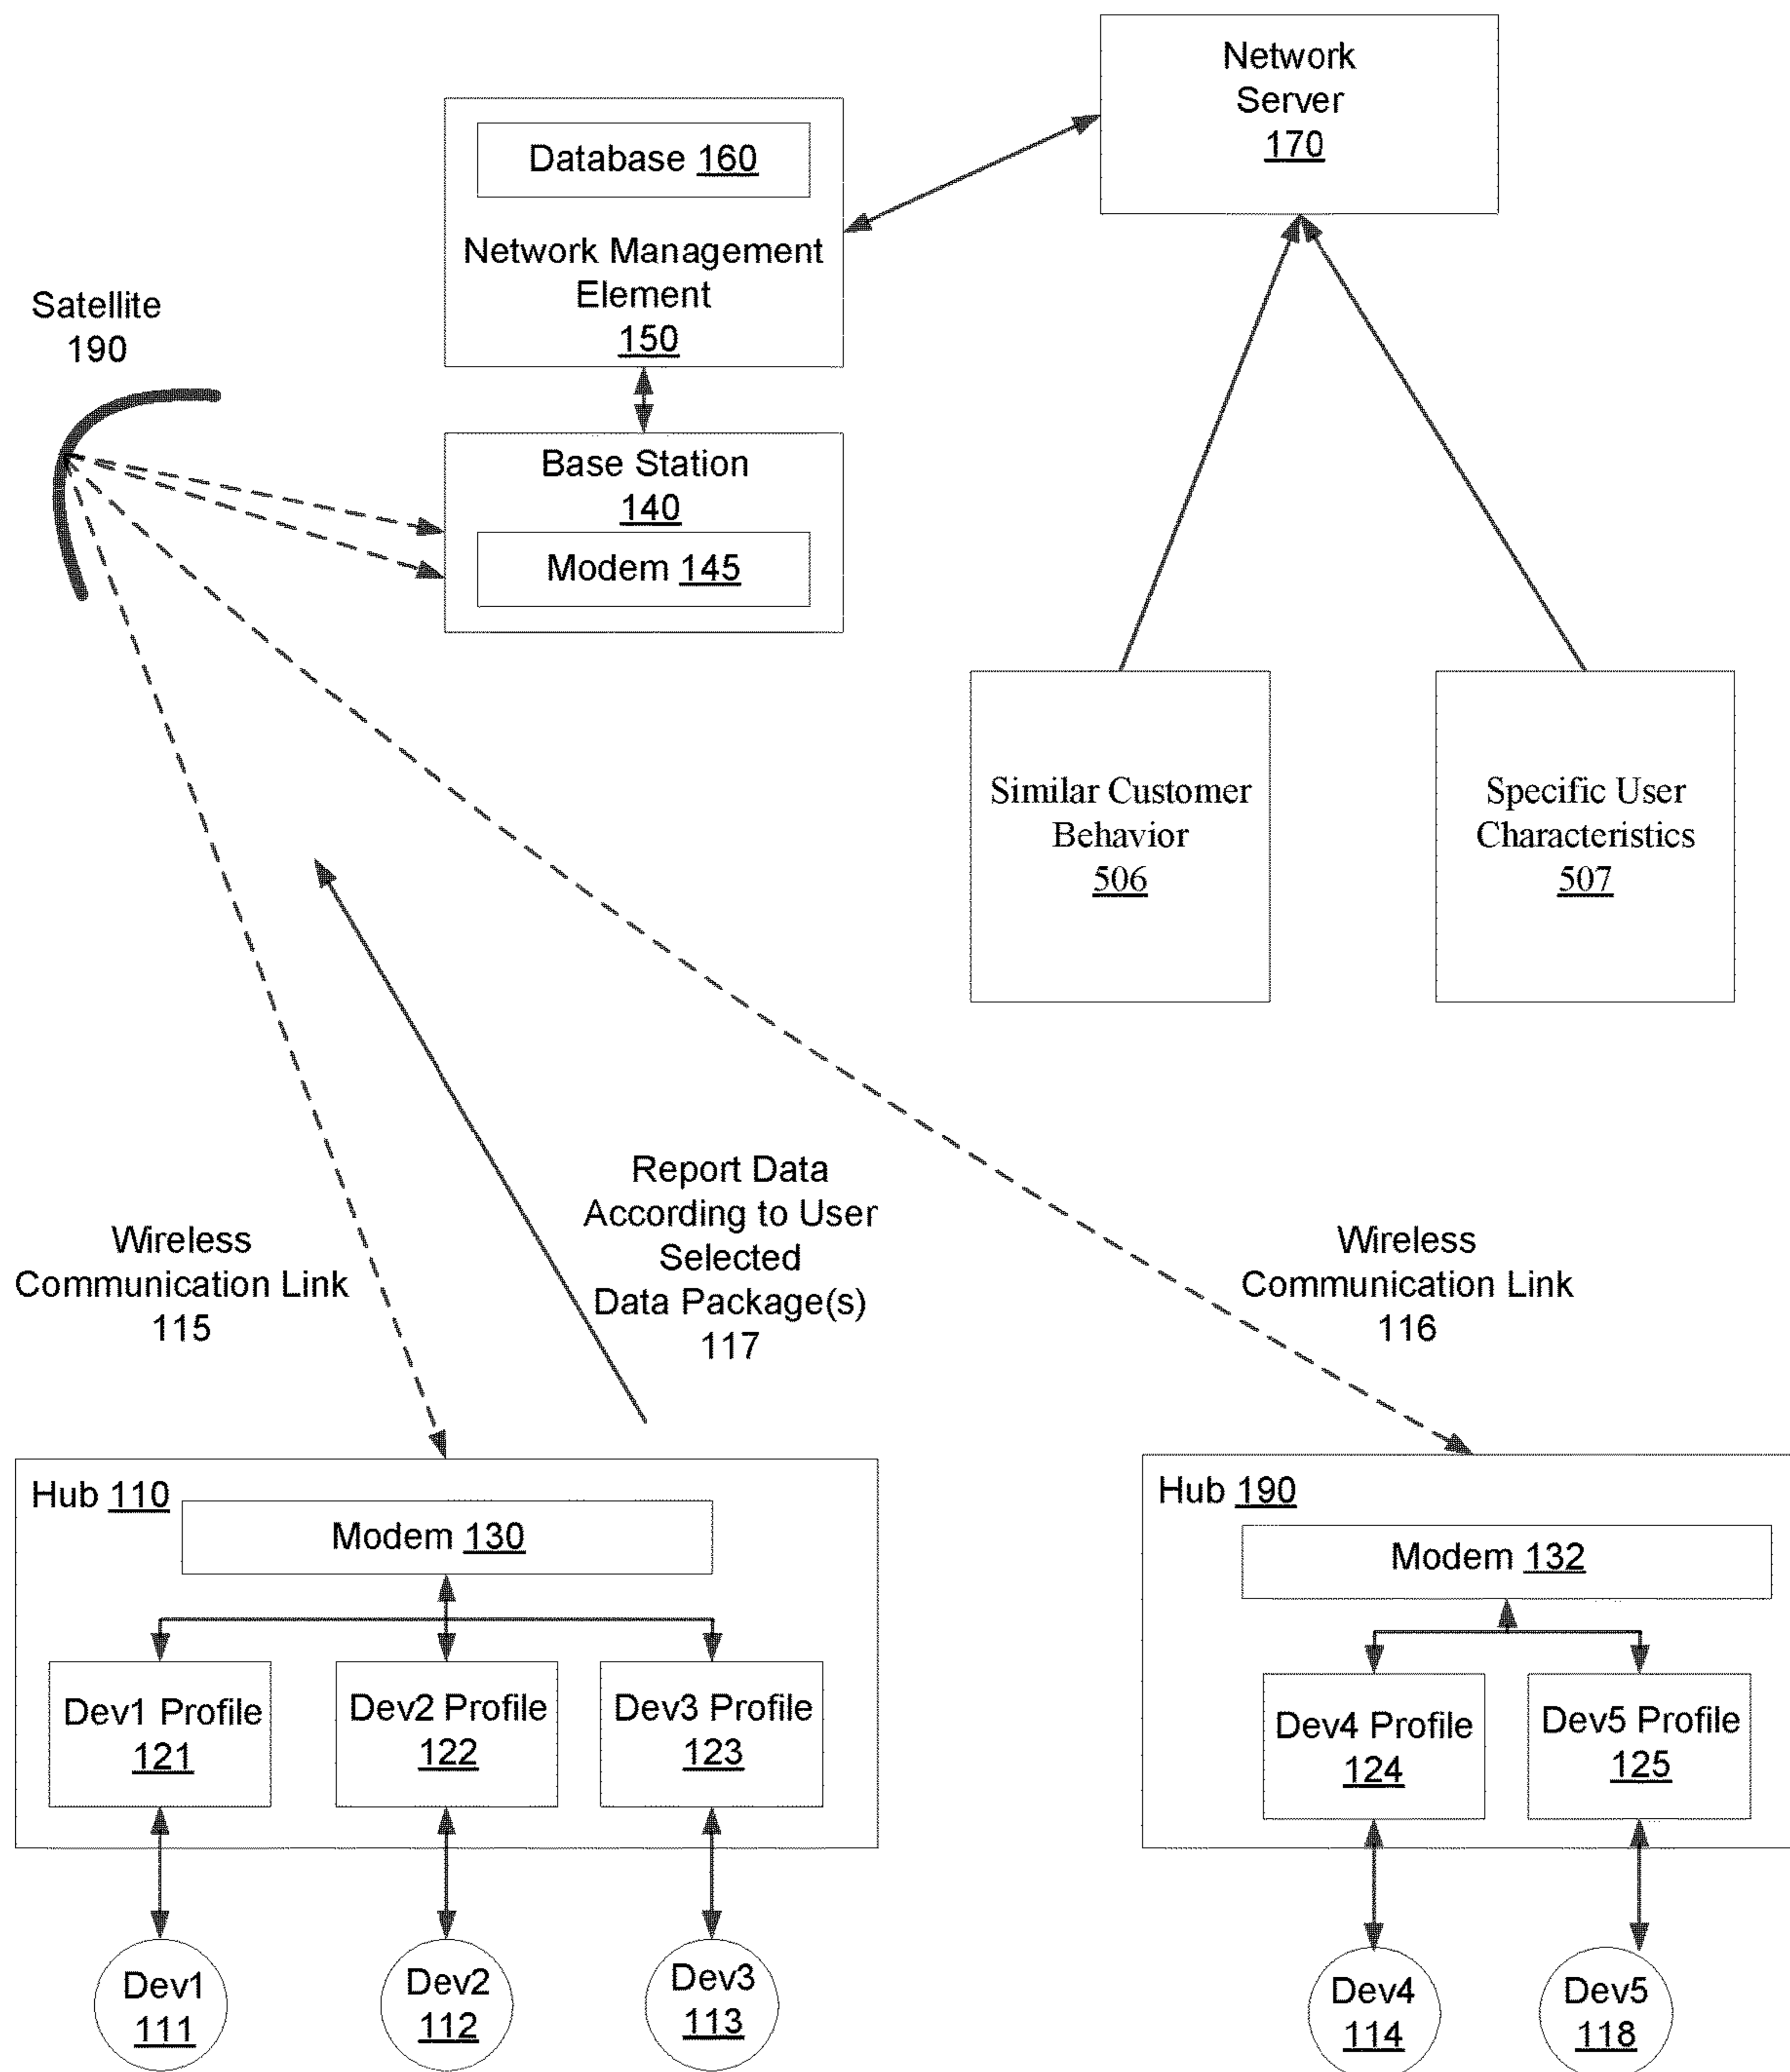 Network
Server
170
Database 160
Network Management
Element
150
Satellite
190
Base Station
140
Modem 145
Similar Customer
Behavior
506
Specific User
Characteristics
507
Report Data
According to User
Selected
Data Package(s)
117
Wireless
Communication Link
115
Wireless
Communication Link
116
Hub 110
Modem 130
Dev1 Profile
121
Dev2 Profile
122
Dev3 Profile
123
Dev1
111
Dev2
112
Dev3
113
Hub 190
Modem 132
Dev4 Profile
124
Dev5 Profile
125
Dev4
114
Dev5
118